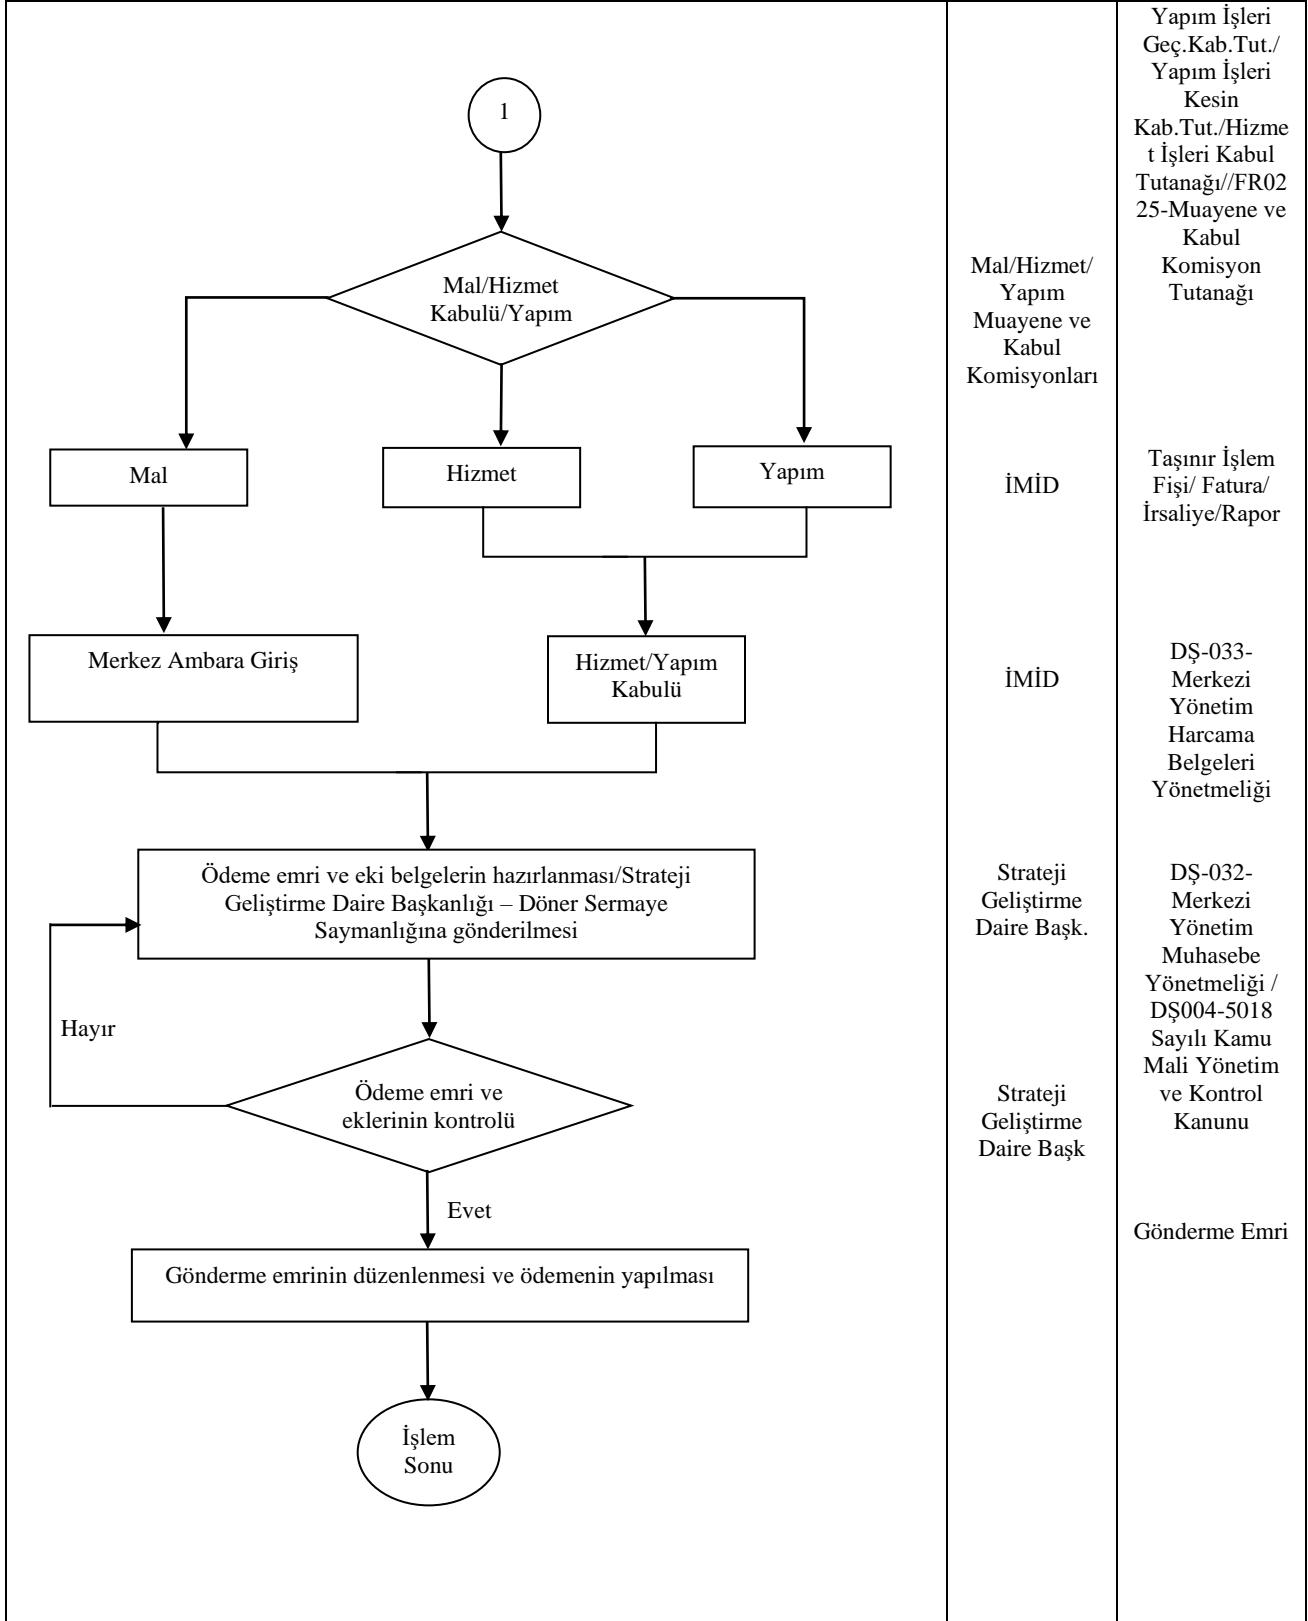 1
Mal/Hizmet
Kabulü/Yapım
Mal
Hizmet
Yapım
Merkez Ambara Giriş
Hizmet/Yapım
Kabulü
Ödeme emri ve eki belgelerin hazırlanması/Strateji
Geliştirme Daire Başkanlığı – Döner Sermaye
Saymanlığına gönderilmesi
Hayır
Ödeme emri ve
eklerinin kontrolü
Evet
Gönderme emrinin düzenlenmesi ve ödemenin yapılması
İşlem
Sonu
Mal/Hizmet/
Yapım
Muayene ve
Kabul
Komisyonları
İMİD
İMİD
Strateji
Geliştirme
Daire Başk.
Strateji
Geliştirme
Daire Başk
Yapım İşleri
Geç.Kab.Tut./
Yapım İşleri
Kesin
Kab.Tut./Hizme
t İşleri Kabul
Tutanağı//FR02
25-Muayene ve
Kabul
Komisyon
Tutanağı
Taşınır İşlem
Fişi/ Fatura/
İrsaliye/Rapor
DŞ-033-
Merkezi
Yönetim
Harcama
Belgeleri
Yönetmeliği
DŞ-032-
Merkezi
Yönetim
Muhasebe
Yönetmeliği /
DŞ004-5018
Sayılı Kamu
Mali Yönetim
ve Kontrol
Kanunu
Gönderme Emri